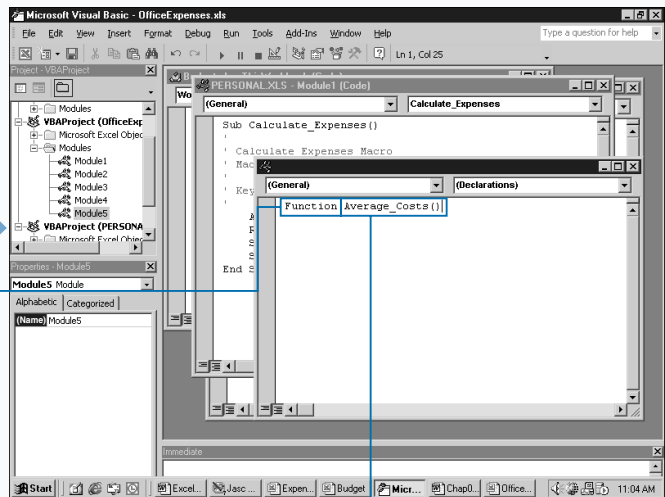 Microsoft Visual Basic - OfficeExpenses.xls
File Edit View Insert Format Debug Run Tools Add-Ins Window Help
Type a question for help
Ln 1, Col 25
Project - VBAProject
Modules
VBAProject (OfficeExp
Microsoft Excel Objec
Modules
Module1
Module2
Module3
Module4
Module5
VBAProject (PERSONA
Microsoft Excel Objec
Properties - Module5
Module5 Module
Alphabetic Categorized
(Name) Module5
Wo
PERSONAL.XLS - Module1 (Code)
(General) Calculate_Expenses
Sub Calculate_Expenses()
'
' Calculate Expenses Macro
' Mac
'
' Key
'
End S
(General) (Declarations)
Function Average_Costs()
Immediate
Start Excel... Jasc ... Expen... Budget Micr... Chap0... Office... 11:04 AM